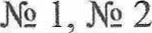 № 1, № 2